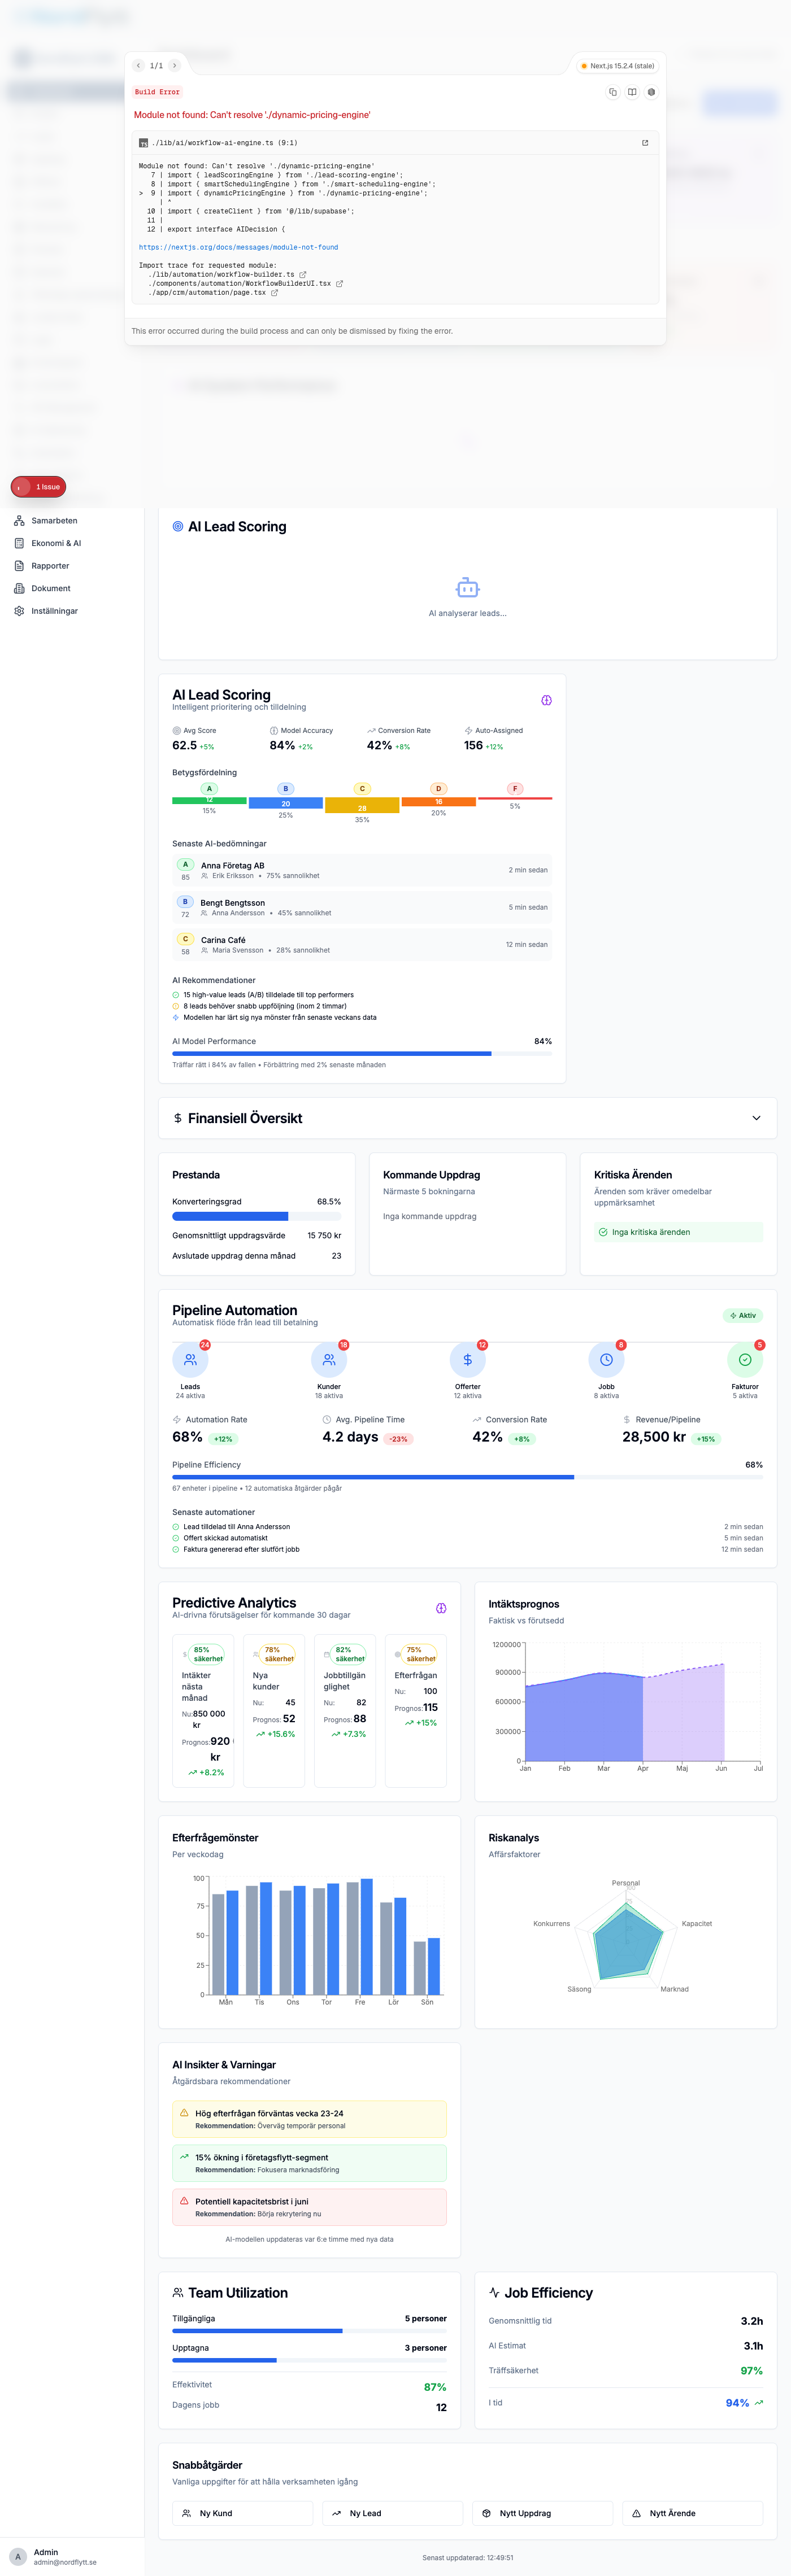 1/1
Next.js 15.2.4 (stale)
Build Error
Module not found: Can't resolve './dynamic-pricing-engine'
./lib/ai/workflow-ai-engine.ts (9:1)
Module not found: Can't resolve './dynamic-pricing-engine'
7 | import { leadScoringEngine } from './lead-scoring-engine';
8 | import { smartSchedulingEngine } from './smart-scheduling-engine';
> 9 | import { dynamicPricingEngine } from './dynamic-pricing-engine';
| ^
10 | import { createClient } from '@/lib/supabase';
11 |
12 | export interface AIDecision {
https://nextjs.org/docs/messages/module-not-found
Import trace for requested module:
./lib/automation/workflow-builder.ts
./components/automation/WorkflowBuilderUI.tsx
./app/crm/automation/page.tsx
This error occurred during the build process and can only be dismissed by fixing the error.
1 Issue
Samarbeten
Ekonomi & AI
Rapporter
Dokument
Inställningar
AI Lead Scoring
AI analyserar leads...
AI Lead Scoring
Intelligent prioritering och tilldelning
Avg Score
62.5 +5%
Model Accuracy
84% +2%
Conversion Rate
42% +8%
Auto-Assigned
156 +12%
Betygsfördelning
A B C D F
12 20 28 16
15% 25% 35% 20% 5%
Senaste AI-bedömningar
A
85
Anna Företag AB
Erik Eriksson • 75% sannolikhet
2 min sedan
B
72
Bengt Bengtsson
Anna Andersson • 45% sannolikhet
5 min sedan
C
58
Carina Café
Maria Svensson • 28% sannolikhet
12 min sedan
AI Rekommendationer
15 high-value leads (A/B) tilldelade till top performers
8 leads behöver snabb uppföljning (inom 2 timmar)
Modellen har lärt sig nya mönster från senaste veckans data
AI Model Performance 84%
Träffar rätt i 84% av fallen • Förbättring med 2% senaste månaden
Finansiell Översikt
Prestanda
Konverteringsgrad 68.5%
Genomsnittligt uppdragsvärde 15 750 kr
Avslutade uppdrag denna månad 23
Kommande Uppdrag
Närmaste 5 bokningarna
Inga kommande uppdrag
Kritiska Ärenden
Ärenden som kräver omedelbar
uppmärksamhet
Inga kritiska ärenden
Pipeline Automation
Automatisk flöde från lead till betalning
Aktiv
24 18 12 8 5
Leads Kunder Offerter Jobb Fakturor
24 aktiva 18 aktiva 12 aktiva 8 aktiva 5 aktiva
Automation Rate
68% +12%
Avg. Pipeline Time
4.2 days -23%
Conversion Rate
42% +8%
Revenue/Pipeline
28,500 kr +15%
Pipeline Efficiency 68%
67 enheter i pipeline • 12 automatiska åtgärder pågår
Senaste automationer
Lead tilldelad till Anna Andersson 2 min sedan
Offert skickad automatiskt 5 min sedan
Faktura genererad efter slutfört jobb 12 min sedan
Predictive Analytics
AI-drivna förutsägelser för kommande 30 dagar
85%
säkerhet
Intäkter
nästa
månad
Nu: 850 000
kr
Prognos: 920
kr
+8.2%
78%
säkerhet
Nya
kunder
Nu: 45
Prognos: 52
+15.6%
82%
säkerhet
Jobbtillgän
glighet
Nu: 82
Prognos: 88
+7.3%
75%
säkerhet
Efterfrågan
Nu: 100
Prognos: 115
+15%
Intäktsprognos
Faktisk vs förutsedd
1200000
900000
600000
300000
0
Jan Feb Mar Apr Maj Jun Jul
Efterfrågemönster
Per veckodag
100
75
50
25
0
Mån Tis Ons Tor Fre Lör Sön
Riskanalys
Affärsfaktorer
Personal
Kapacitet
Marknad
Säsong
Konkurrens
AI Insikter & Varningar
Åtgärdsbara rekommendationer
Hög efterfrågan förväntas vecka 23-24
Rekommendation: Överväg temporär personal
15% ökning i företagsflytt-segment
Rekommendation: Fokusera marknadsföring
Potentiell kapacitetsbrist i juni
Rekommendation: Börja rekrytering nu
AI-modellen uppdateras var 6:e timme med nya data
Team Utilization
Tillgängliga 5 personer
Upptagna 3 personer
Effektivitet 87%
Dagens jobb 12
Job Efficiency
Genomsnittlig tid 3.2h
AI Estimat 3.1h
Träffsäkerhet 97%
I tid 94%
Snabbåtgärder
Vanliga uppgifter för att hålla verksamheten igång
Ny Kund
Ny Lead
Nytt Uppdrag
Nytt Ärende
A
Admin
admin@nordflytt.se
Senast uppdaterad: 12:49:51